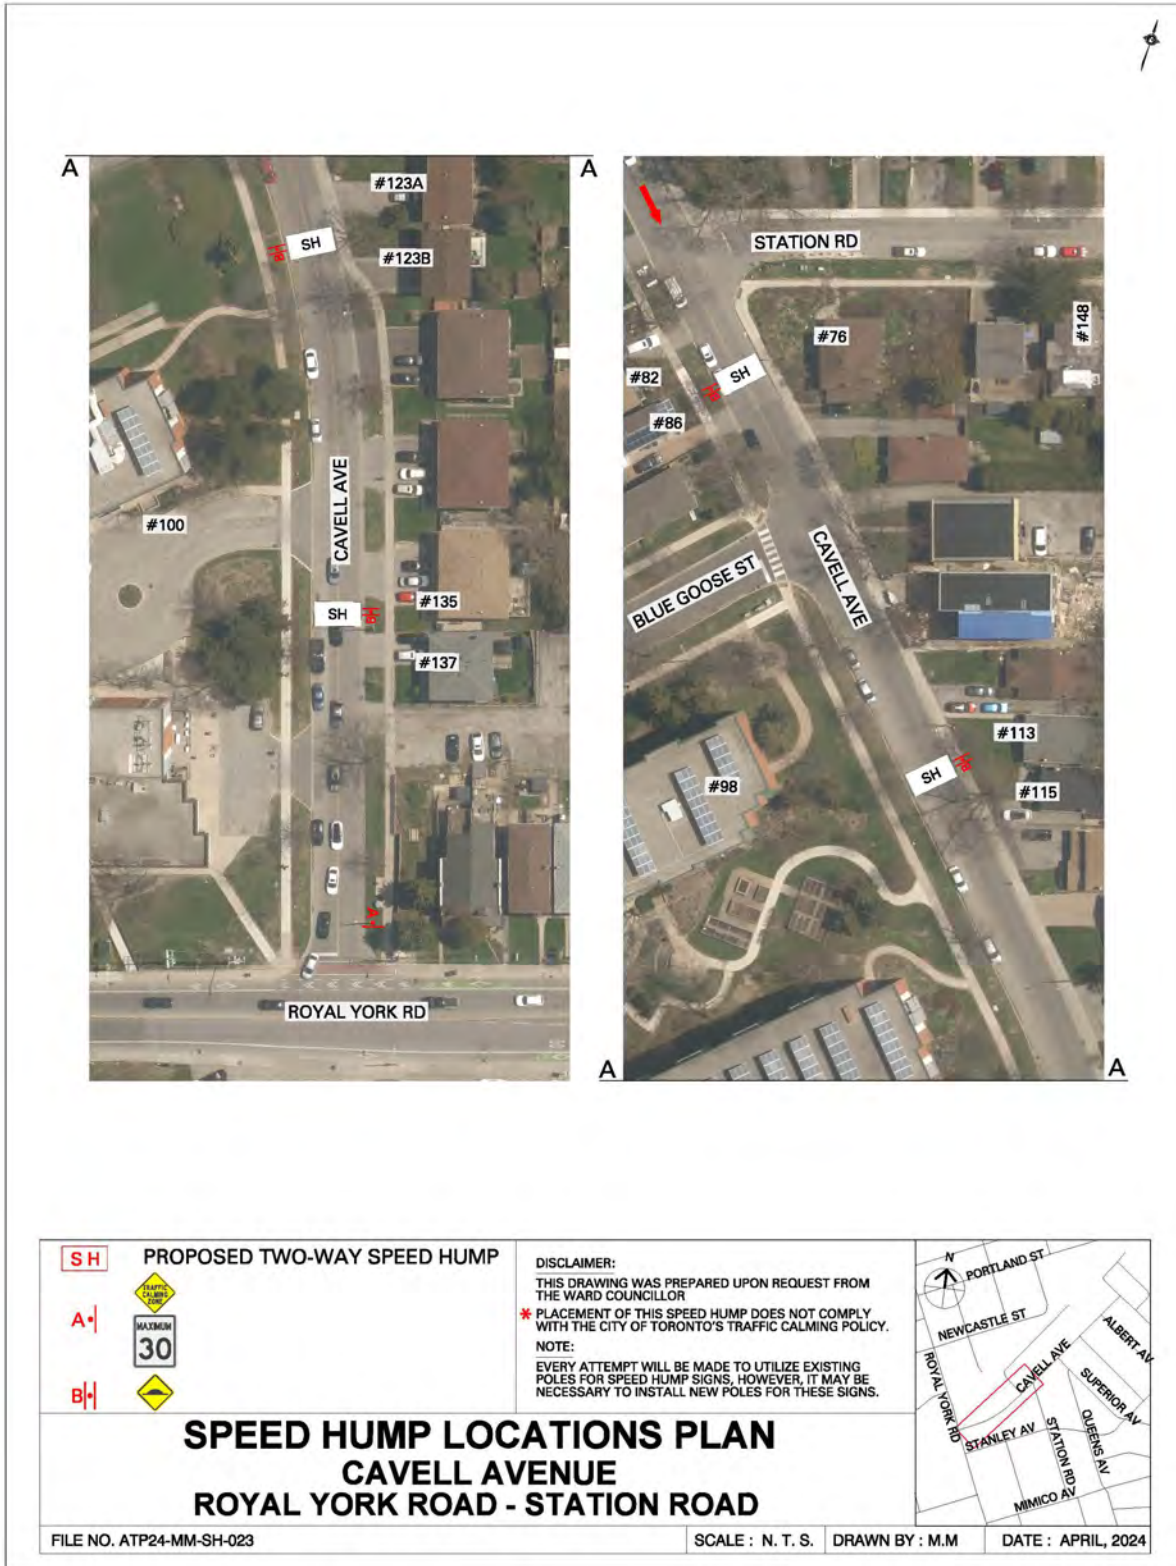 A
A
#123A
SH
B
#123B
#100
CAVELL AVE
SH
B
#135
#137
A
ROYAL YORK RD
STATION RD
#148
#76
#82
SH
B
#86
BLUE GOOSE ST
CAVELL AVE
#113
SH
B
#98
#115
A
A
SH PROPOSED TWO-WAY SPEED HUMP
A
TRAFFIC
CALMING
ZONE
MAXIMUM
30
B
DISCLAIMER:
THIS DRAWING WAS PREPARED UPON REQUEST FROM
THE WARD COUNCILLOR
* PLACEMENT OF THIS SPEED HUMP DOES NOT COMPLY
WITH THE CITY OF TORONTO'S TRAFFIC CALMING POLICY.
NOTE:
EVERY ATTEMPT WILL BE MADE TO UTILIZE EXISTING
POLES FOR SPEED HUMP SIGNS, HOWEVER, IT MAY BE
NECESSARY TO INSTALL NEW POLES FOR THESE SIGNS.
N
PORTLAND ST
NEWCASTLE ST
ALBERT AV
ROYAL YORK RD
CAVELL AVE
SUPERIOR AV
STANLEY AV
STATION RD
QUEENS AV
MIMICO AV
SPEED HUMP LOCATIONS PLAN
CAVELL AVENUE
ROYAL YORK ROAD - STATION ROAD
FILE NO. ATP24-MM-SH-023
SCALE : N. T. S.
DRAWN BY : M.M
DATE : APRIL, 2024